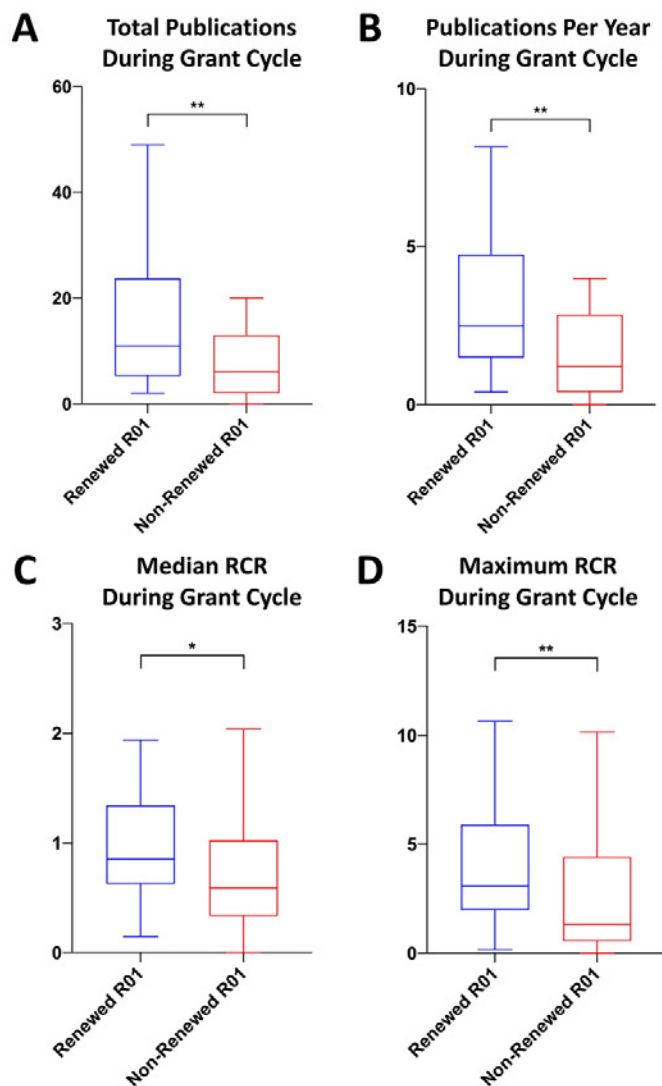 A
Total Publications
During Grant Cycle
60
40
20
0
**
Renewed R01
Non-Renewed R01
B
Publications Per Year
During Grant Cycle
10
5
0
**
Renewed R01
Non-Renewed R01
C
Median RCR
During Grant Cycle
3
2
1
0
*
Renewed R01
Non-Renewed R01
D
Maximum RCR
During Grant Cycle
15
10
5
0
**
Renewed R01
Non-Renewed R01